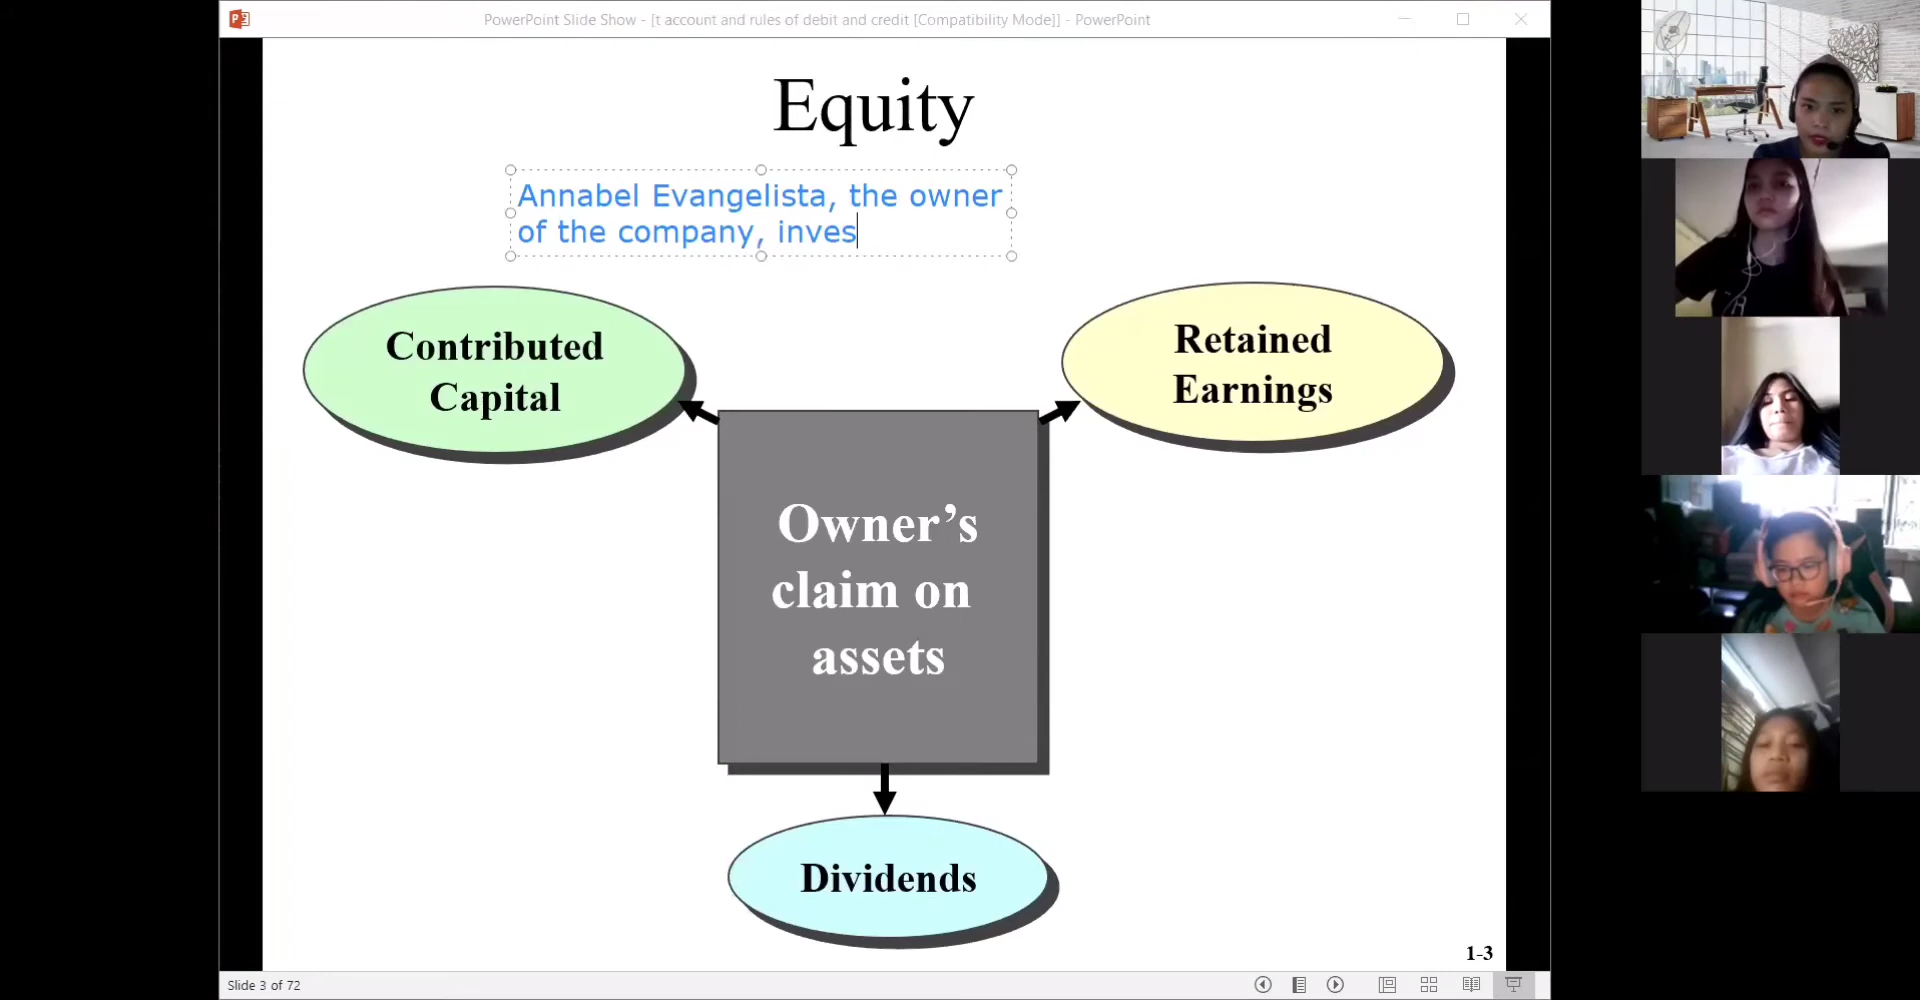 PowerPoint Slide Show - [t account and rules of debit and credit [Compatibility Mode]] - PowerPoint
Equity
Annabel Evangelista, the owner
of the company, inves
Contributed
Capital
Retained
Earnings
Owner’s
claim on
assets
Dividends
1-3
Slide 3 of 72